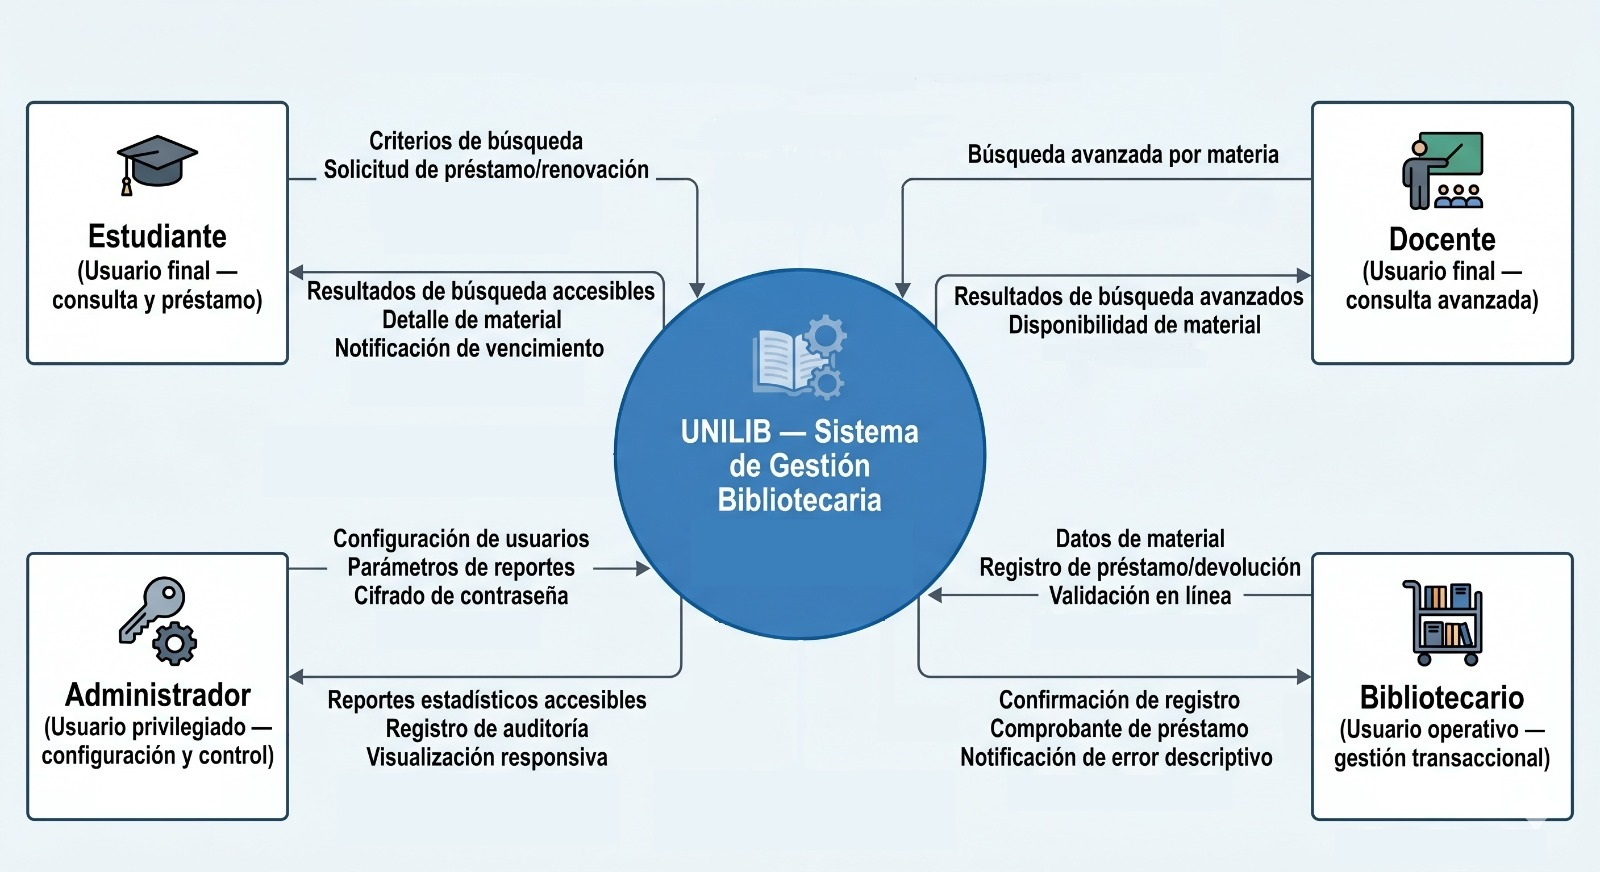 Criterios de búsqueda
Solicitud de préstamo/renovación
Búsqueda avanzada por materia
Estudiante
(Usuario final —
consulta y préstamo)
Resultados de búsqueda accesibles
Detalle de material
Notificación de vencimiento
Resultados de búsqueda avanzados
Disponibilidad de material
Docente
(Usuario final —
consulta avanzada)
UNILIB — Sistema
de Gestión
Bibliotecaria
Configuración de usuarios
Parámetros de reportes
Cifrado de contraseña
Datos de material
Registro de préstamo/devolución
Validación en línea
Administrador
(Usuario privilegiado —
configuración y control)
Reportes estadísticos accesibles
Registro de auditoría
Visualización responsiva
Confirmación de registro
Comprobante de préstamo
Notificación de error descriptivo
Bibliotecario
(Usuario operativo —
gestión transaccional)